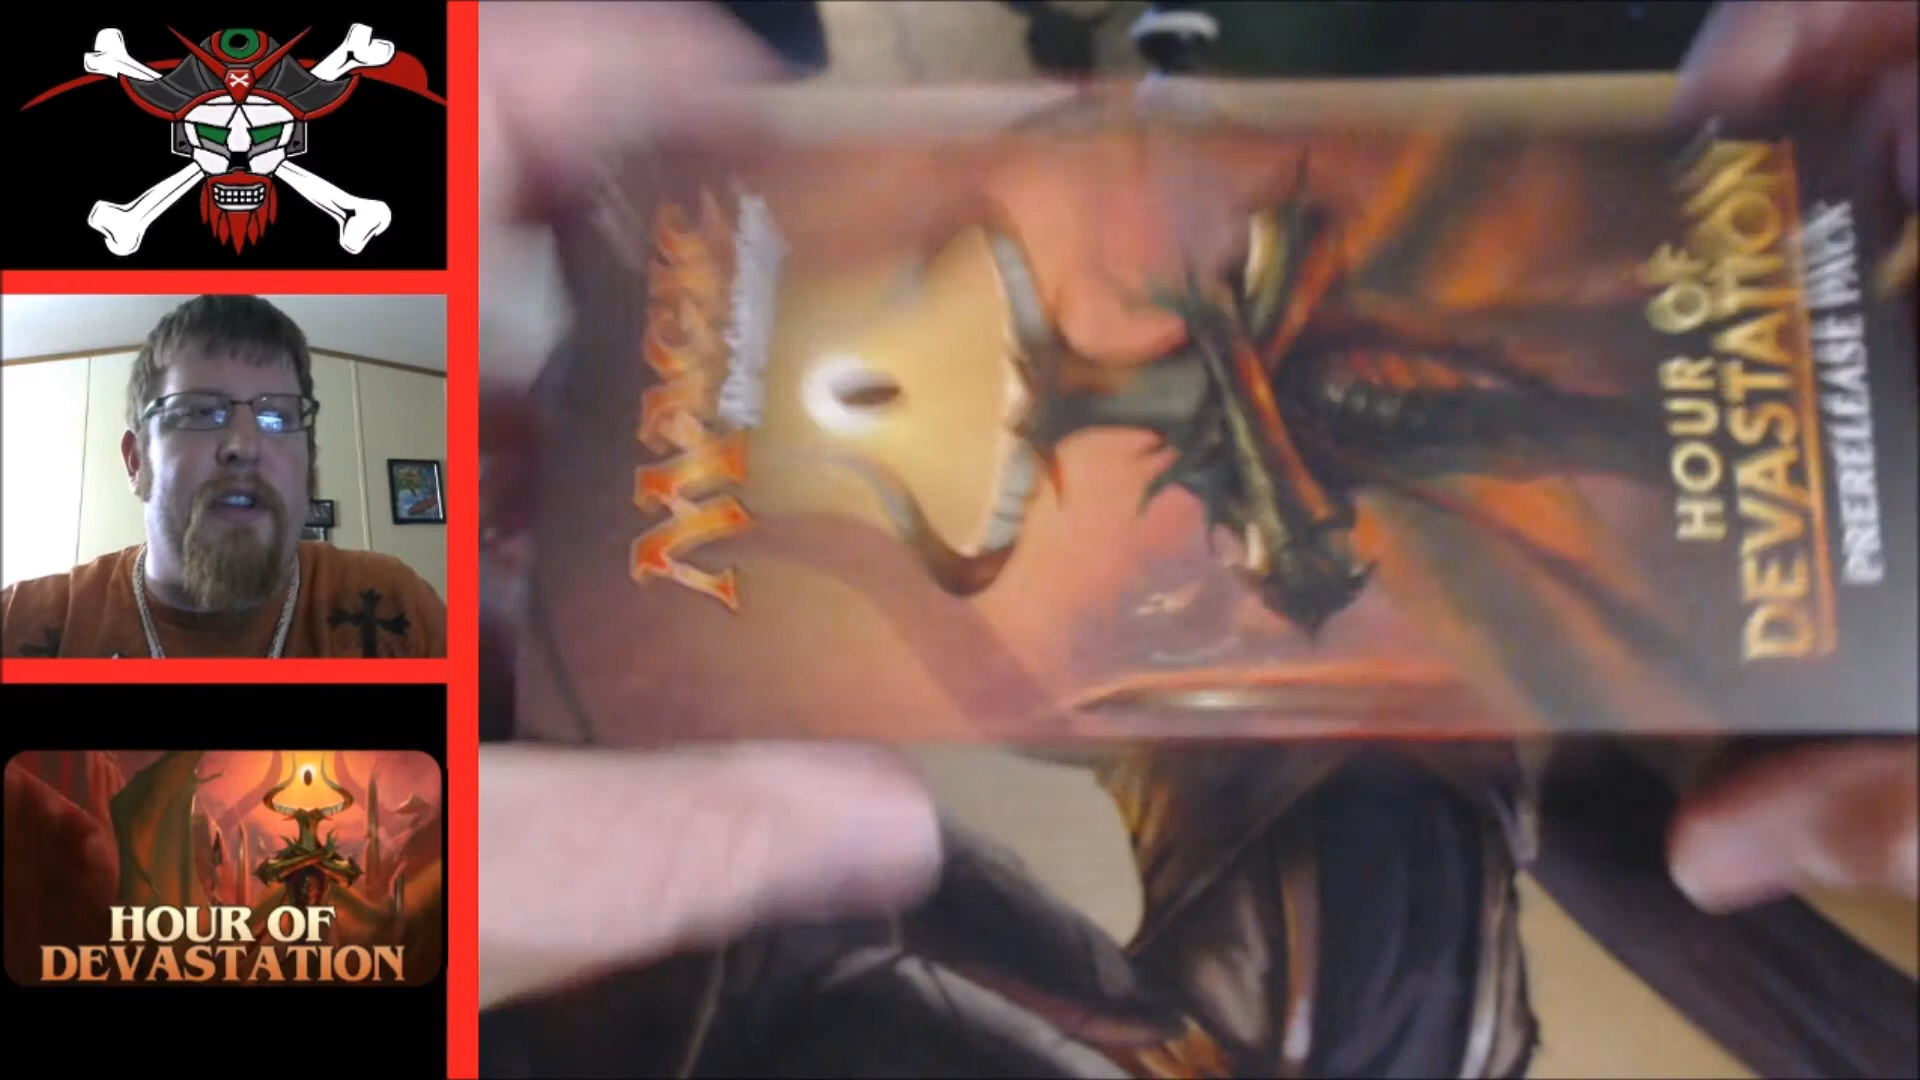 HOUR OF
DEVASTATION
MAGIC
HOUR OF
DEVASTATION
PRERELEASE PACK